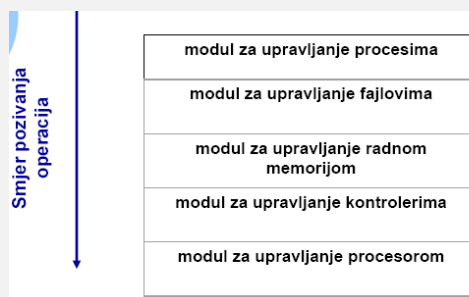 Smjer pozivanja
operacija
modul za upravljanje procesima
modul za upravljanje fajlovima
modul za upravljanje radnom
memorijom
modul za upravljanje kontrolerima
modul za upravljanje procesorom